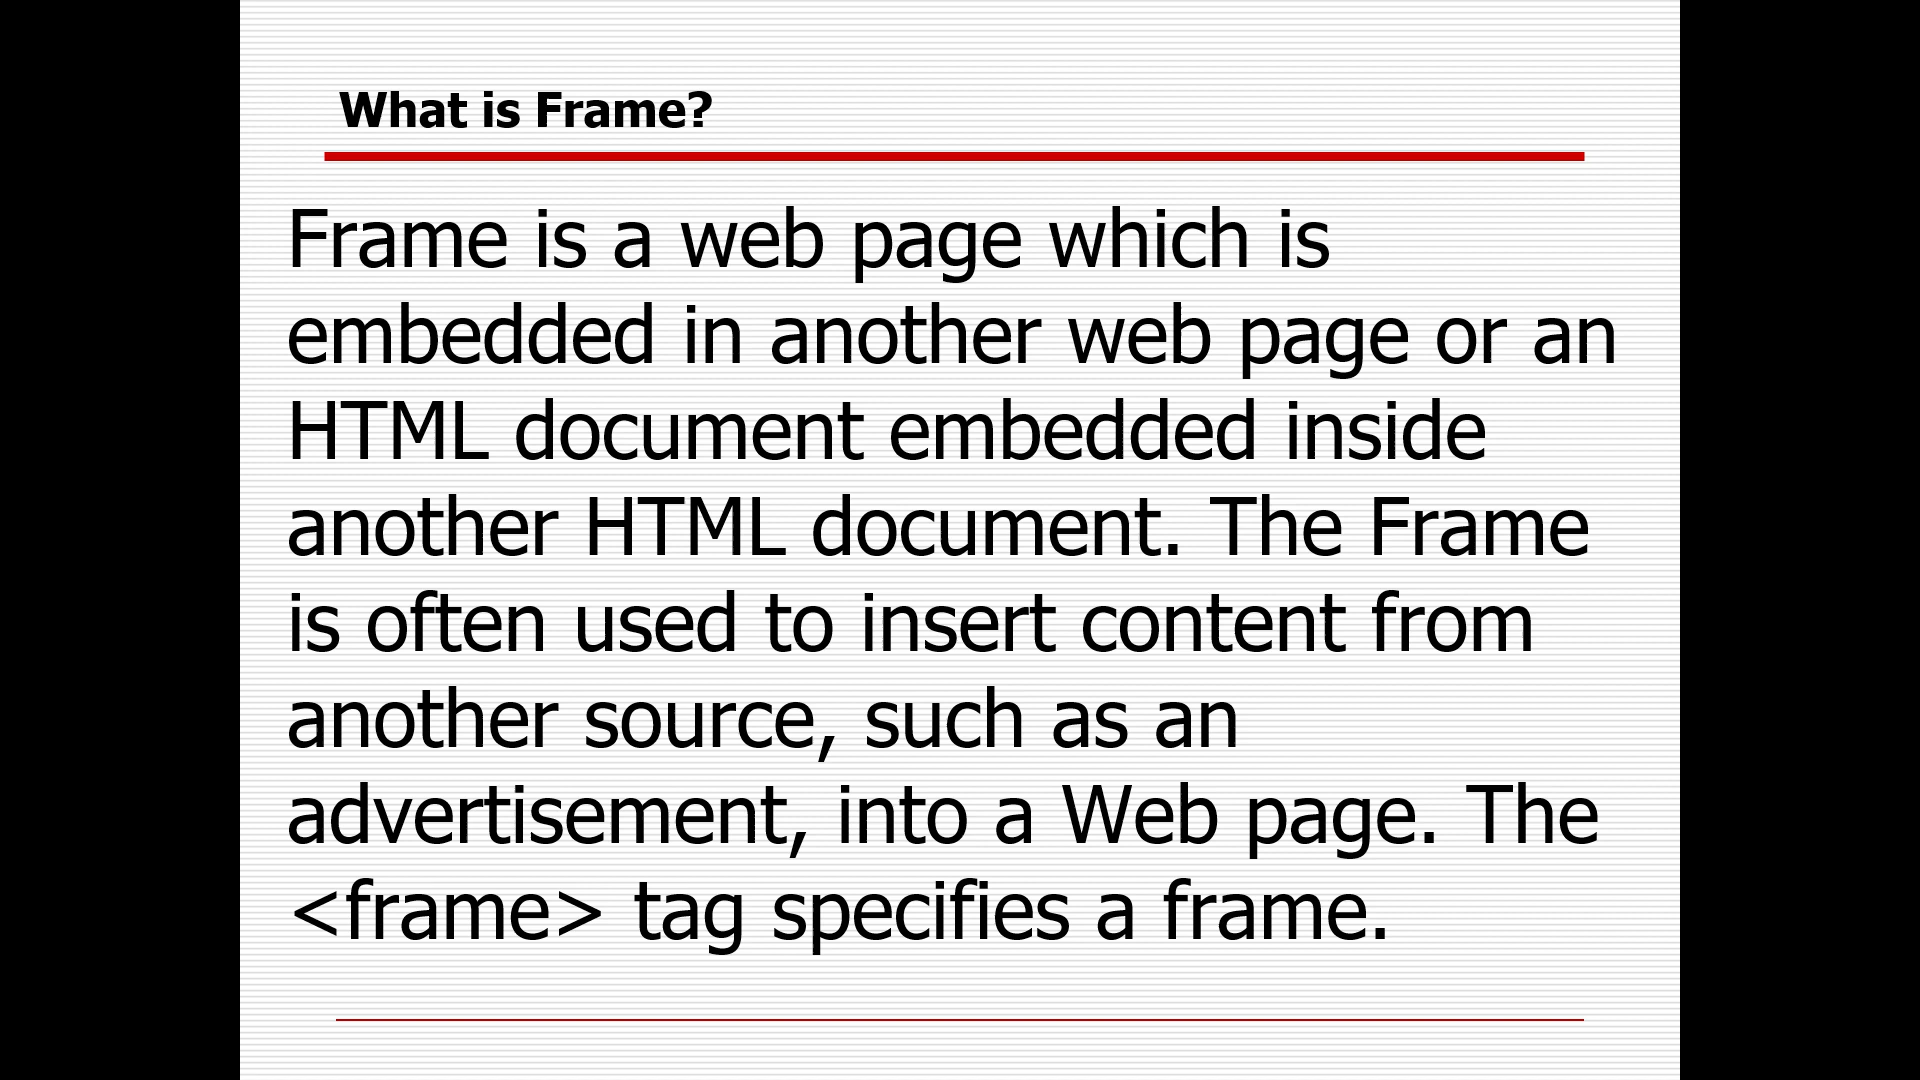 What is Frame?
Frame is a web page which is
embedded in another web page or an
HTML document embedded inside
another HTML document. The Frame
is often used to insert content from
another source, such as an
advertisement, into a Web page. The
<frame> tag specifies a frame.